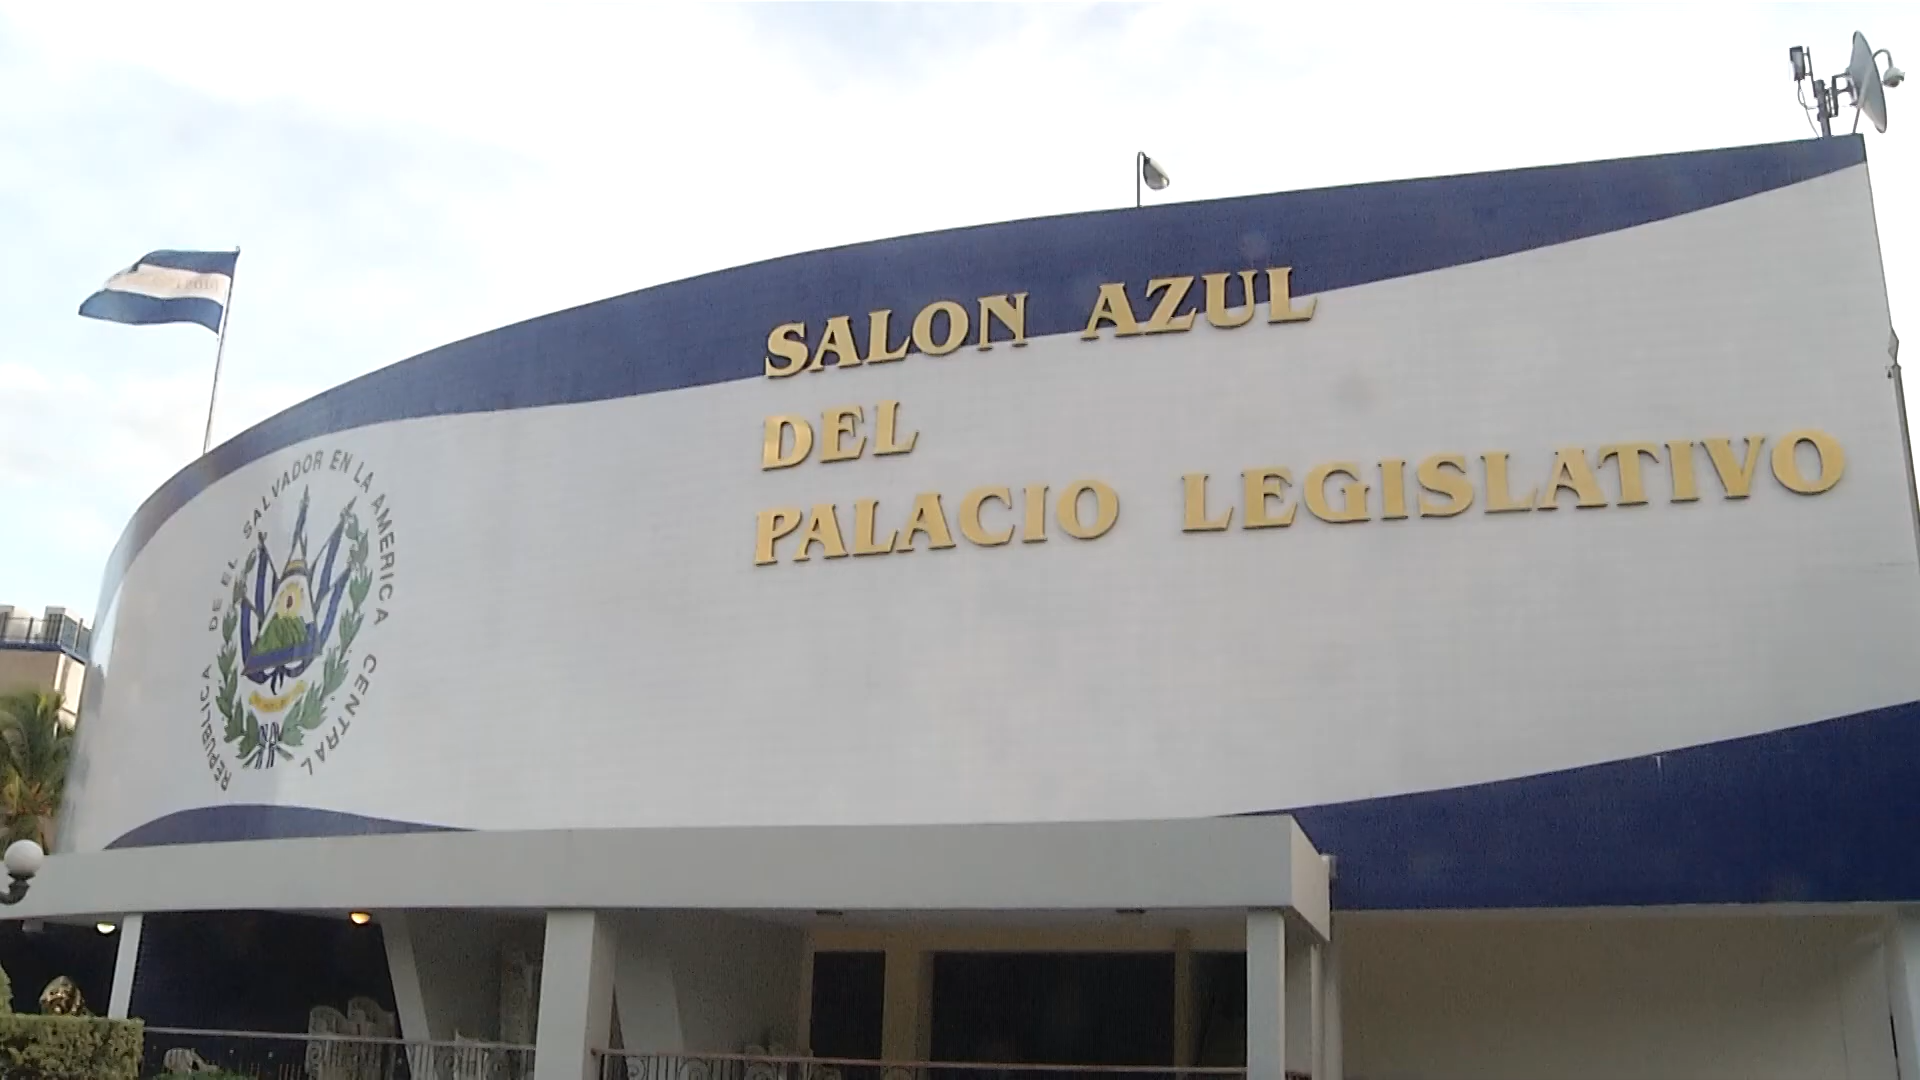 SALON AZUL
DEL
PALACIO LEGISLATIVO
REPUBLICA DE EL SALVADOR EN LA AMERICA CENTRAL